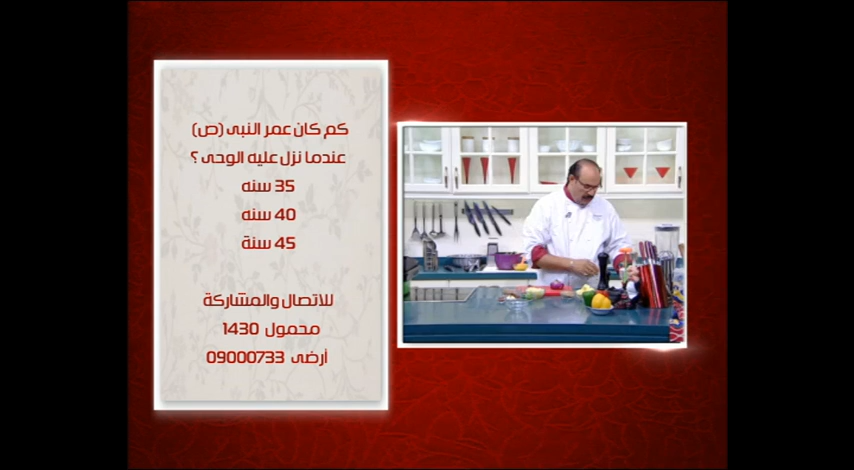 كم كان عمر النبى (ص)
عندما نزل عليه الوحى ؟
35 سنه
40 سنه
45 سنة
للاتصال والمشاركة
محمول 1430
أرضى 09000733